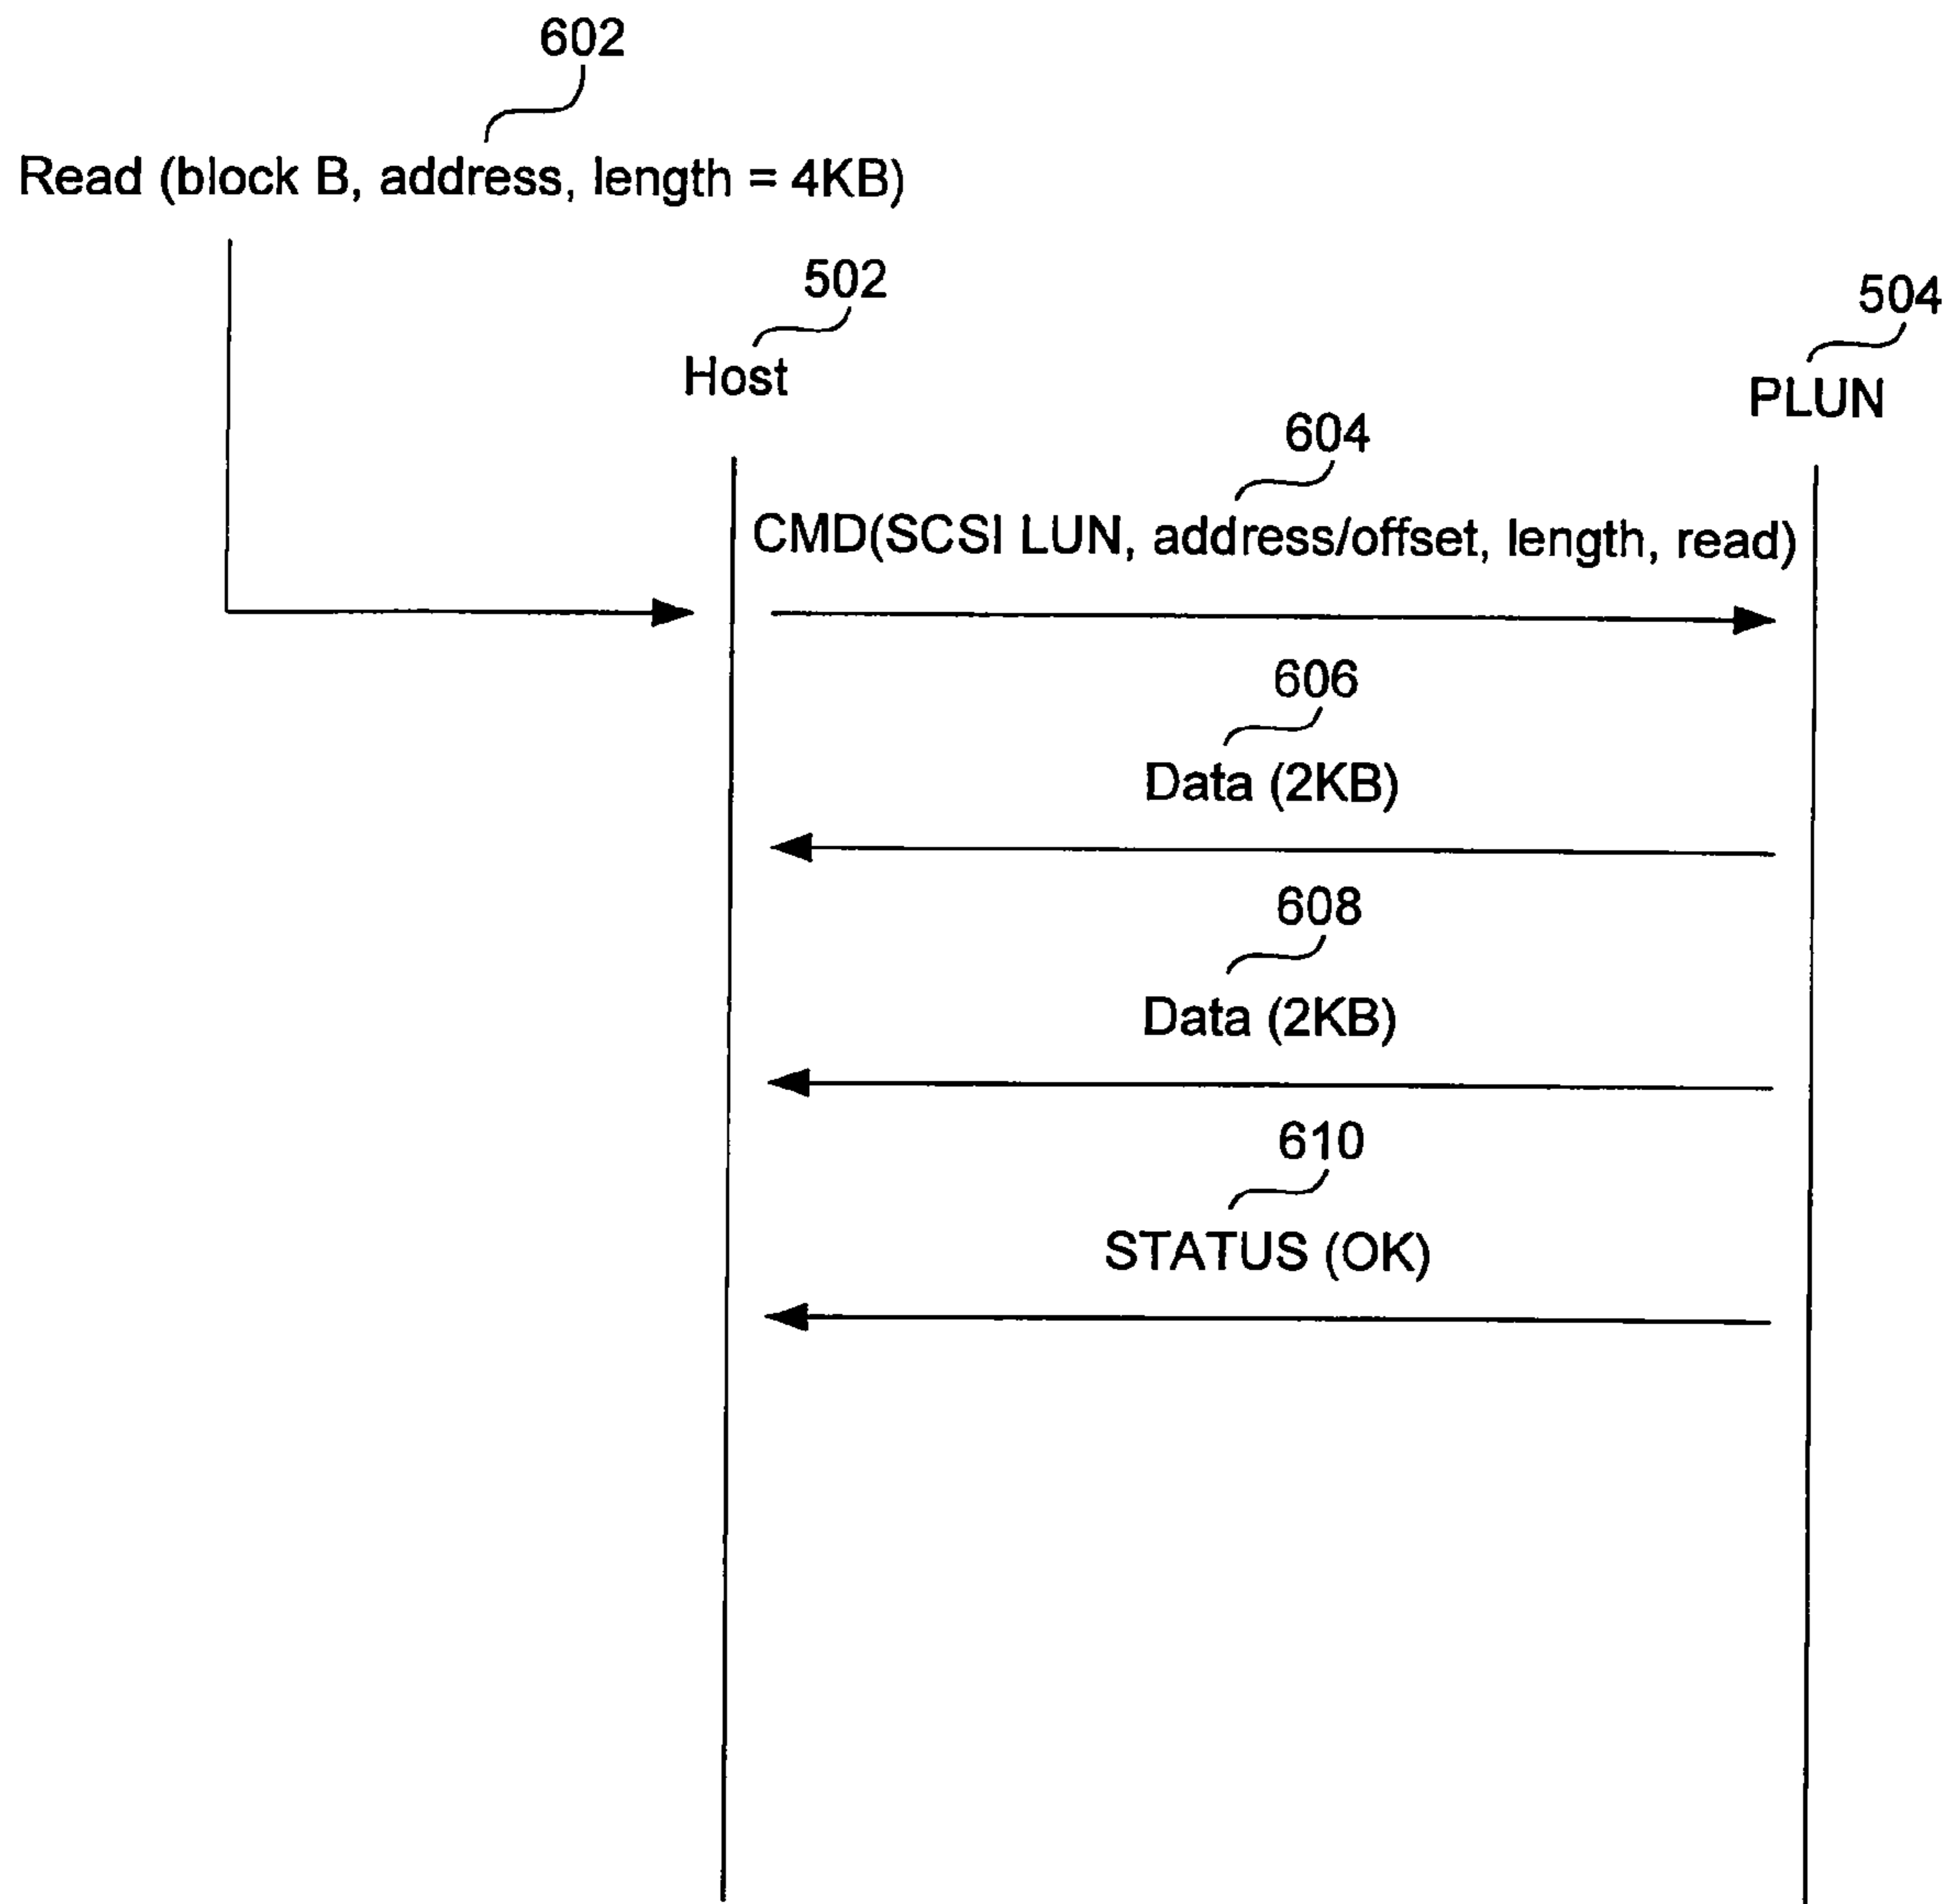 602
Read (block B, address, length = 4KB)
502
504
Host
PLUN
604
CMD(SCSI LUN, address/offset, length, read)
606
Data (2KB)
608
Data (2KB)
610
STATUS (OK)